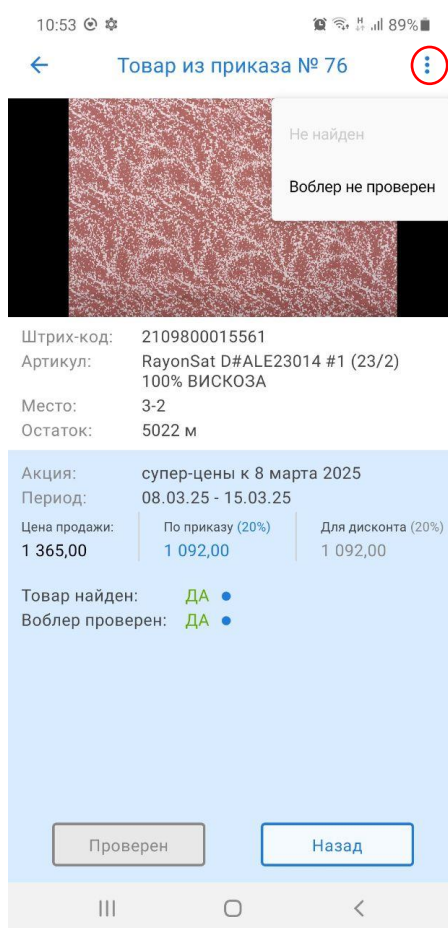 10:53 89%
Товар из приказа № 76
Не найден
Воблер не проверен
Штрих-код: 2109800015561
Артикул: RayonSat D#ALE23014 #1 (23/2)
100% ВИСКОЗА
Место: 3-2
Остаток: 5022 м
Акция: супер-цены к 8 марта 2025
Период: 08.03.25 - 15.03.25
Цена продажи: По приказу (20%) Для дисконта (20%)
1 365,00 1 092,00 1 092,00
Товар найден: ДА
Воблер проверен: ДА
Проверен Назад